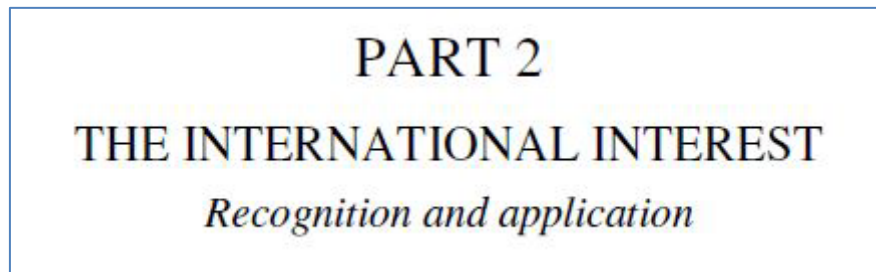 PART 2
THE INTERNATIONAL INTEREST
Recognition and application